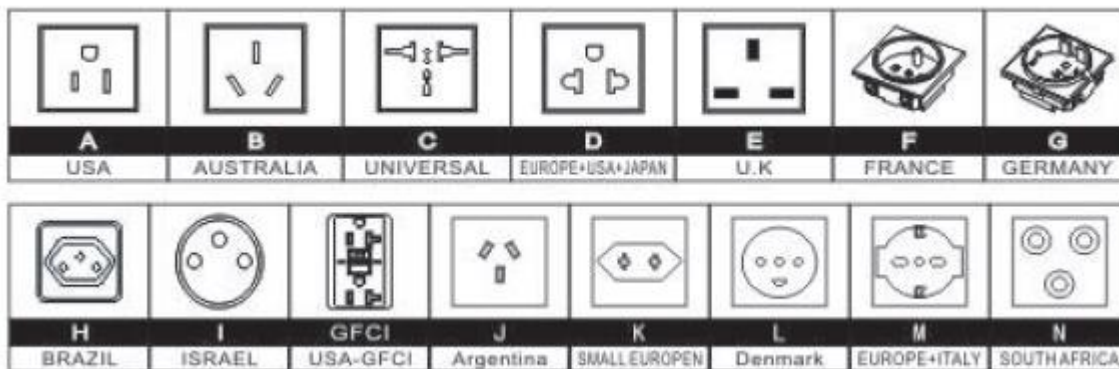 A B C D E F G
USA AUSTRALIA UNIVERSAL EUROPE+USA+JAPAN U.K FRANCE GERMANY
H I GFCI J K L M N
BRAZIL ISRAEL USA-GFCI Argentina SMALL EUROPEN Denmark EUROPE+ITALY SOUTH AFRICA